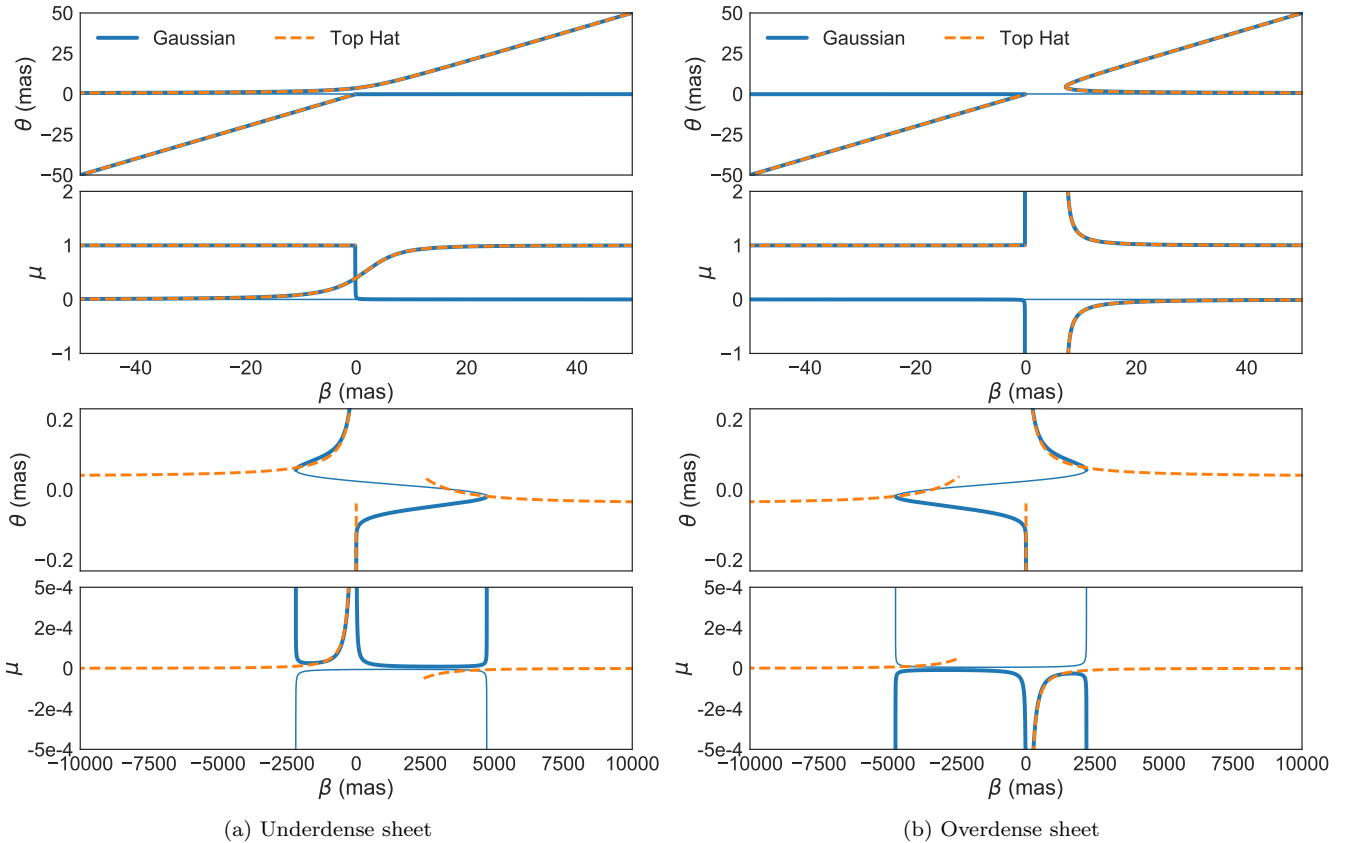 50
25
0
−25
−50
θ (mas)
Gaussian
Top Hat
2
1
0
−1
μ
−40 −20 0 20 40
β (mas)
0.2
0.0
−0.2
θ (mas)
5e-4
2e-4
0
-2e-4
-5e-4
μ
−10000 −7500 −5000 −2500 0 2500 5000 7500 10000
β (mas)
(a) Underdense sheet
50
25
0
−25
−50
θ (mas)
Gaussian
Top Hat
2
1
0
−1
μ
−40 −20 0 20 40
β (mas)
0.2
0.0
−0.2
θ (mas)
5e-4
2e-4
0
-2e-4
-5e-4
μ
−10000 −7500 −5000 −2500 0 2500 5000 7500 10000
β (mas)
(b) Overdense sheet